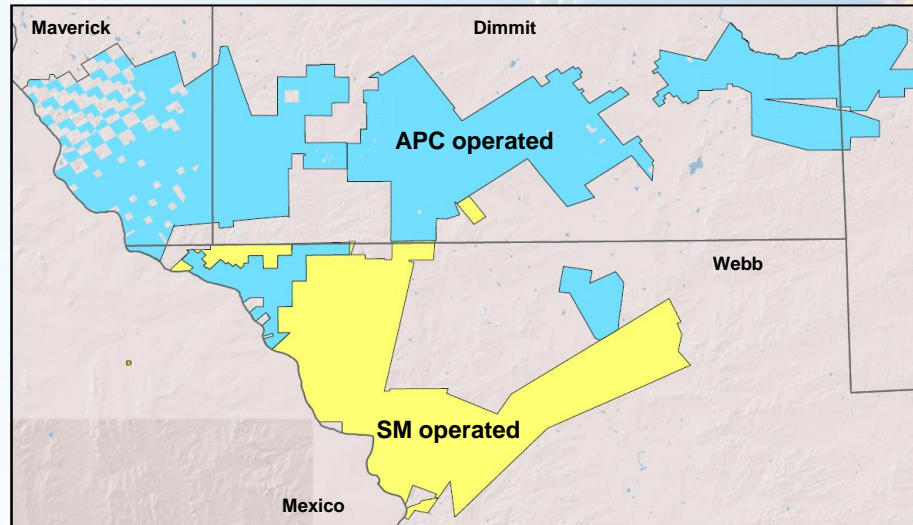 Maverick
Dimmit
APC operated
Webb
SM operated
Mexico